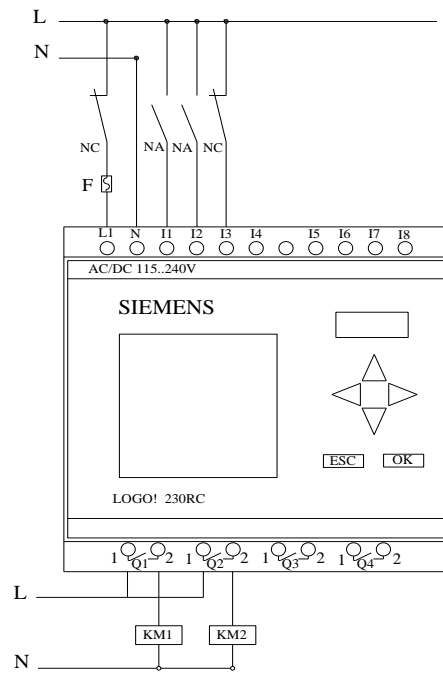 L
N
NC NA NA NC
F
L1 N I1 I2 I3 I4 I5 I6 I7 I8
AC/DC 115..240V
SIEMENS
ESC OK
LOGO! 230RC
1 Q1 2 1 Q2 2 1 Q3 2 1 Q4 2
L
KM1 KM2
N